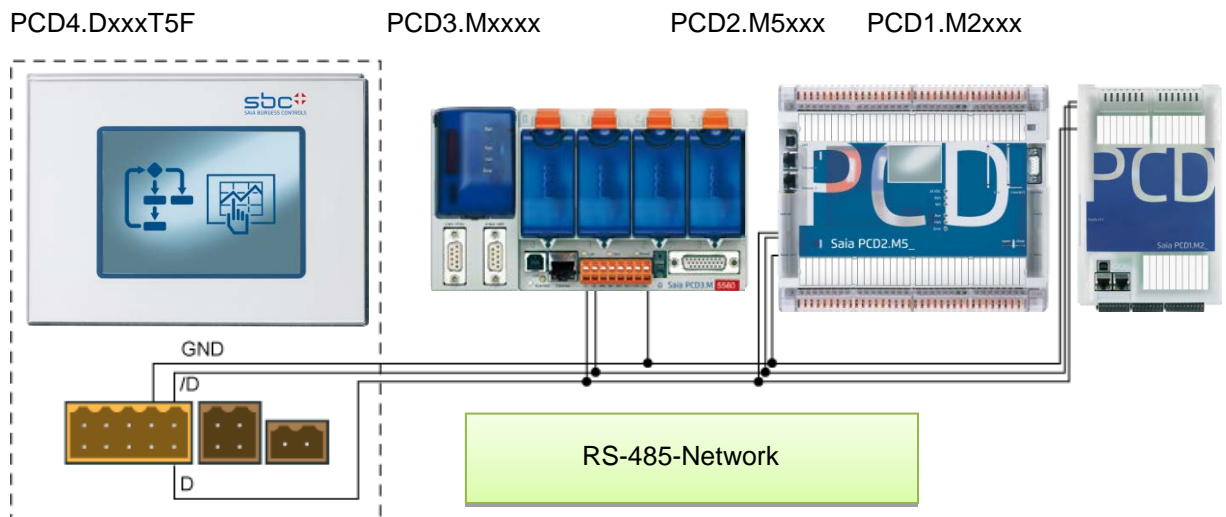 PCD4.DxxxT5F PCD3.Mxxxx PCD2.M5xxx PCD1.M2xxx
sbc
SAIA BURGESS CONTROLS
PCD
PCD
Saia PCD2.M5_
Saia PCD1.M2_
Saia PCD3.M 5560
GND
/D
D
RS-485-Network